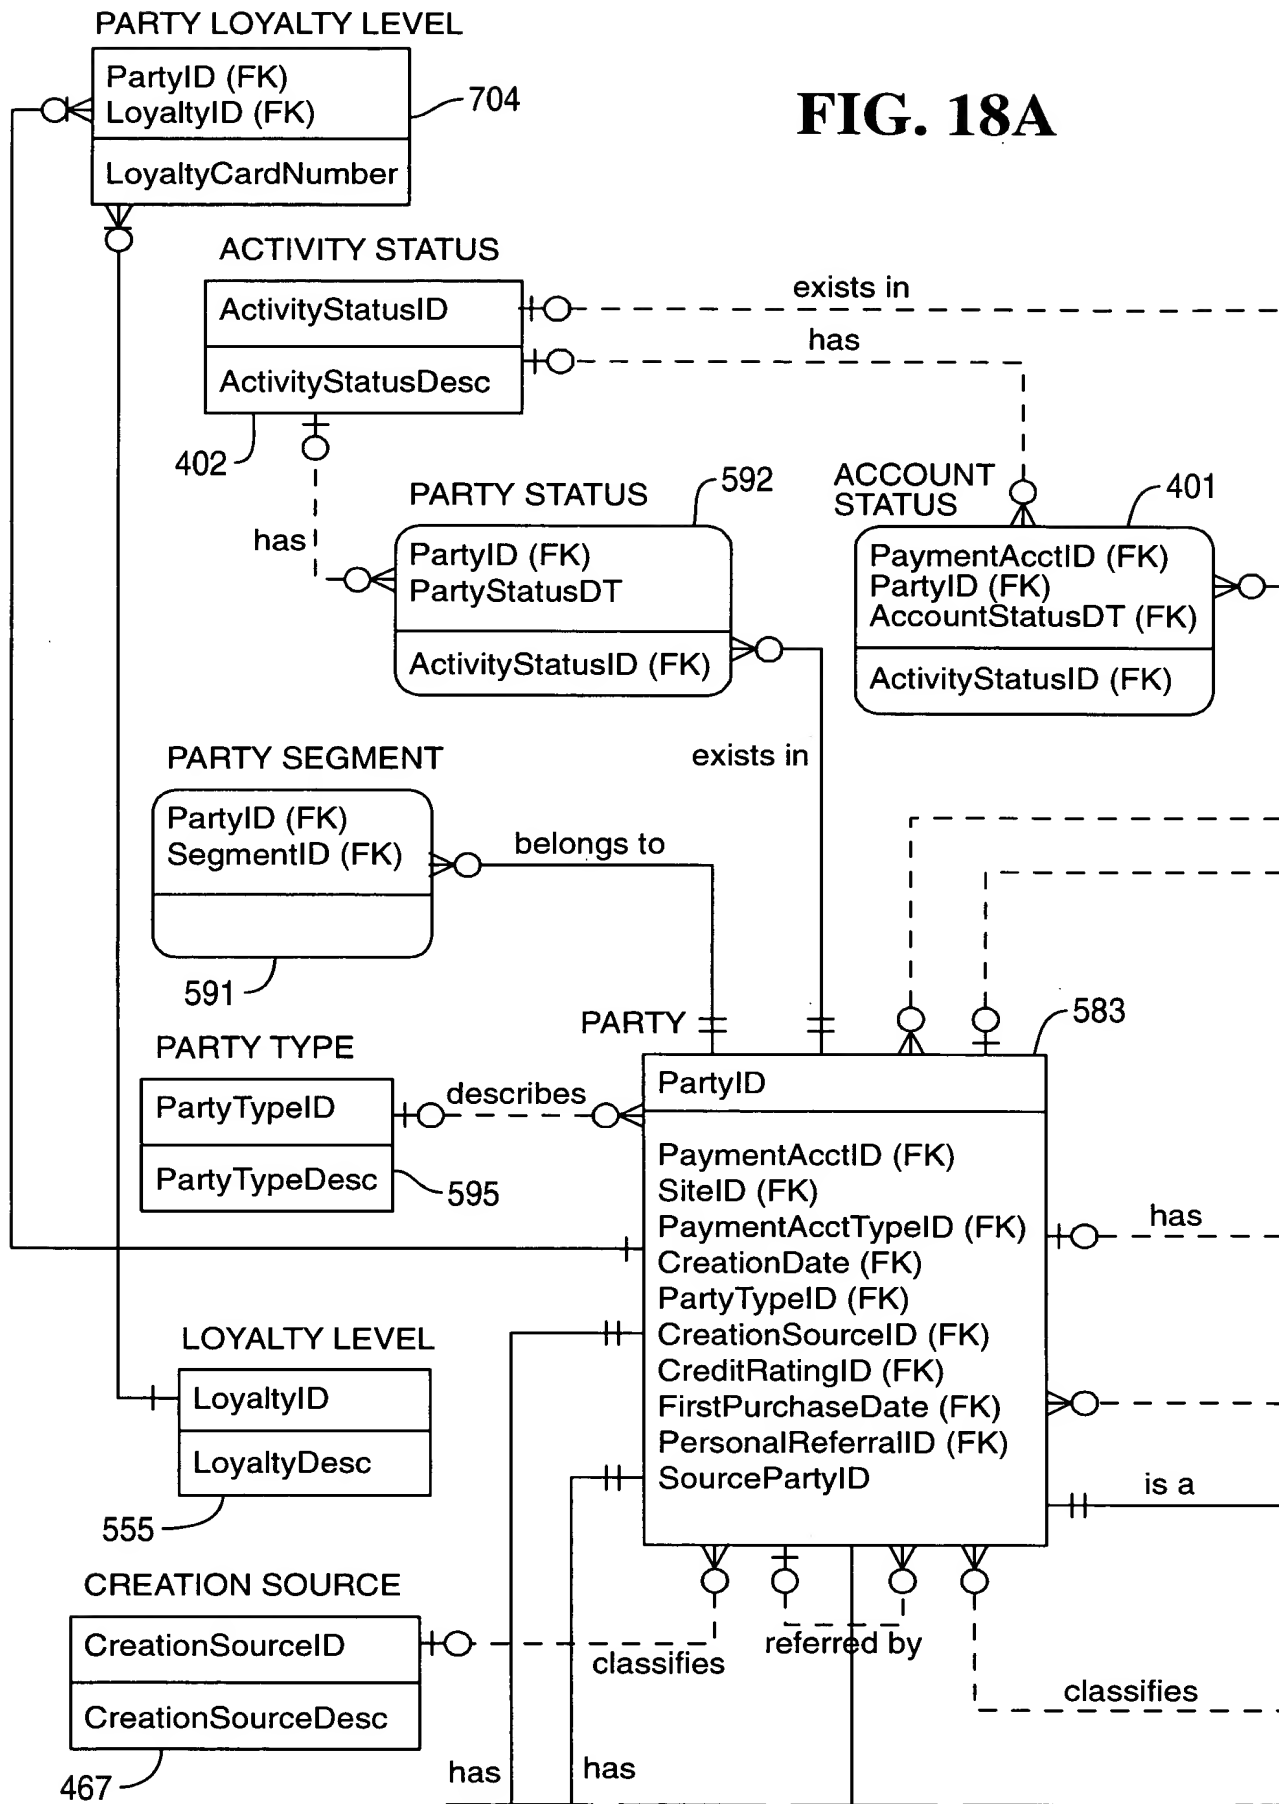 PARTY LOYALTY LEVEL
PartyID (FK)
LoyaltyID (FK)
LoyaltyCardNumber
704
FIG. 18A
ACTIVITY STATUS
ActivityStatusID
ActivityStatusDesc
402
exists in
has
has
PARTY STATUS
592
PartyID (FK)
PartyStatusDT
ActivityStatusID (FK)
ACCOUNT
STATUS
401
PaymentAcctID (FK)
PartyID (FK)
AccountStatusDT (FK)
ActivityStatusID (FK)
exists in
PARTY SEGMENT
PartyID (FK)
SegmentID (FK)
591
belongs to
PARTY
583
PARTY TYPE
PartyTypeID
PartyTypeDesc
595
describes
PartyID
PaymentAcctID (FK)
SiteID (FK)
PaymentAcctTypeID (FK)
CreationDate (FK)
PartyTypeID (FK)
CreationSourceID (FK)
CreditRatingID (FK)
FirstPurchaseDate (FK)
PersonalReferralID (FK)
SourcePartyID
has
is a
LOYALTY LEVEL
LoyaltyID
LoyaltyDesc
555
CREATION SOURCE
CreationSourceID
CreationSourceDesc
467
classifies
referred by
classifies
has
has